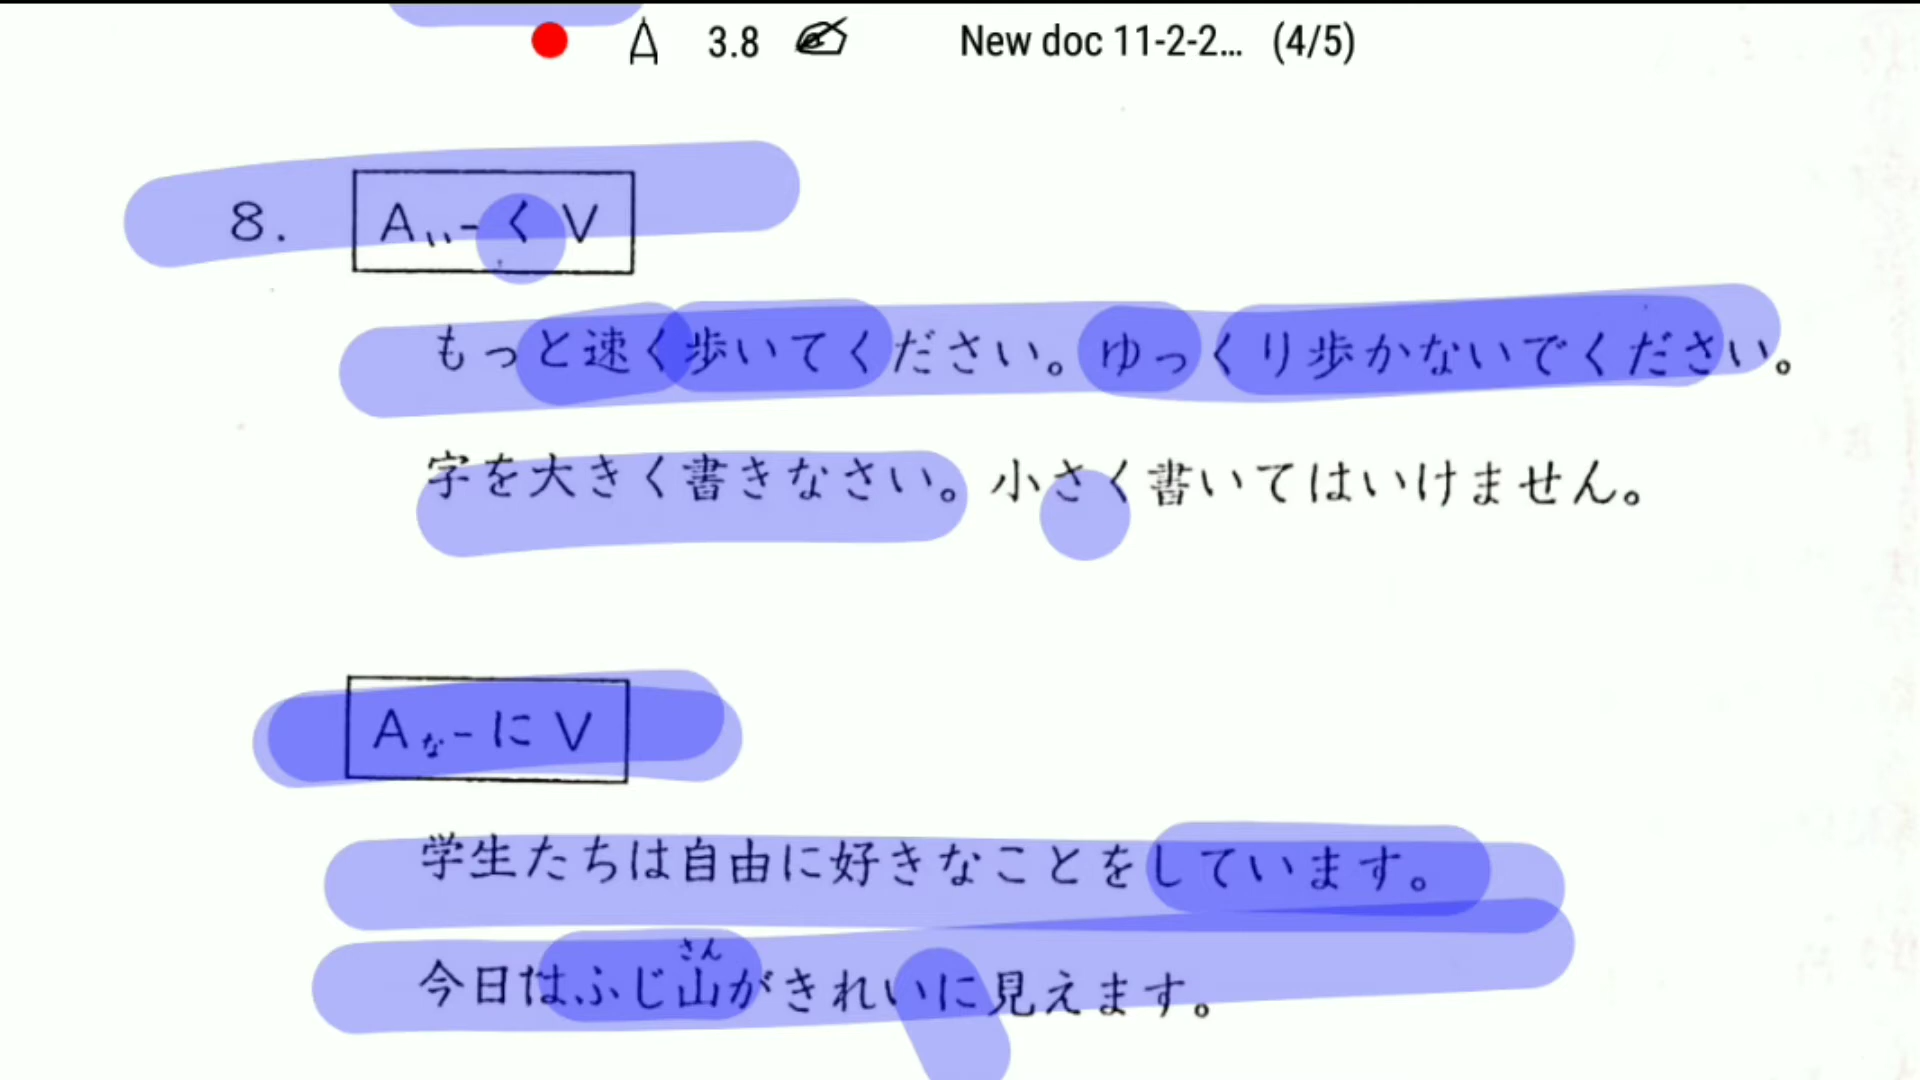 3.8 New doc 11-2-2... (4/5)
8. Aい-く V
もっと速く歩いてください。ゆっくり歩かないでください。
字を大きく書きなさい。小さく書いてはいけません。
Aな-に V
学生たちは自由に好きなことをしています。
さん
今日はふじ山がきれいに見えます。